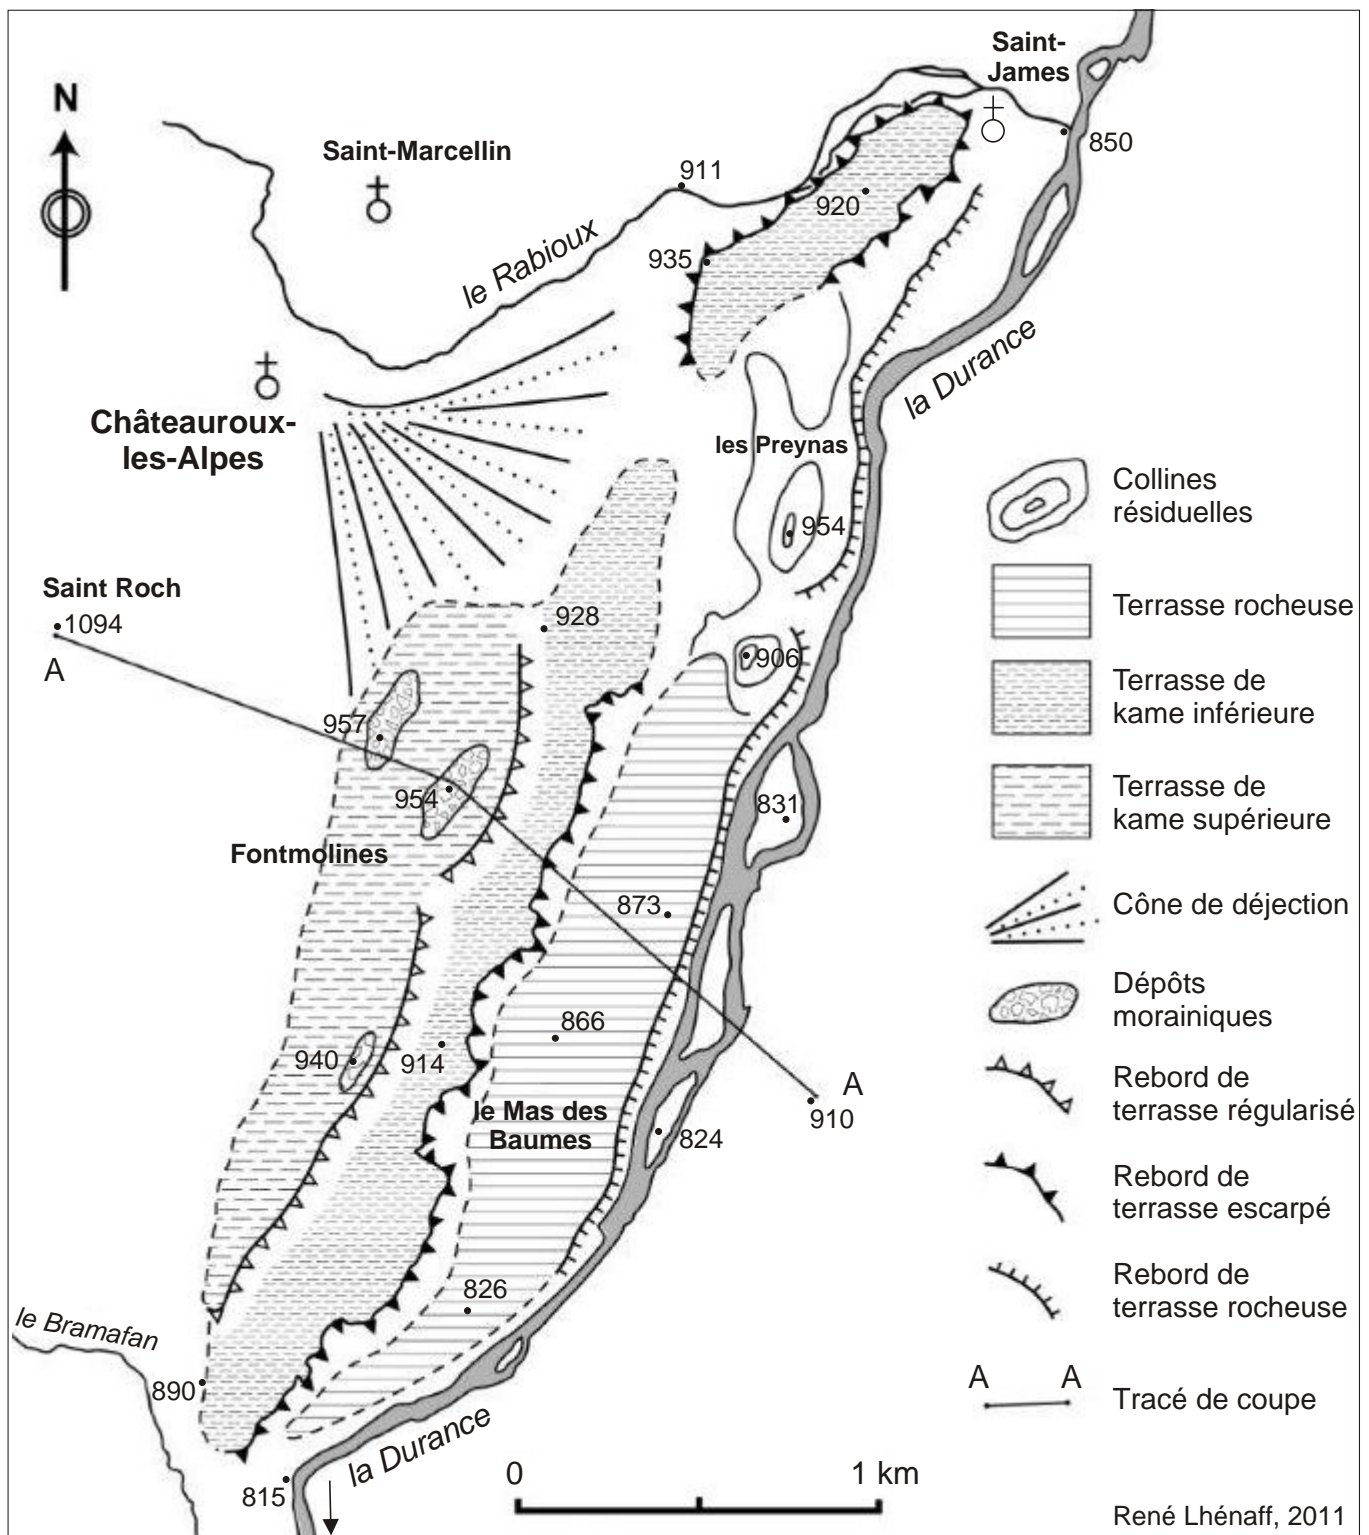 Saint-
James
N
Saint-Marcellin
911
850
920
935
le Rabioux
la Durance
Châteauroux-
les-Alpes
les Preynas
954
Saint Roch
1094
A
928
906
957
954
831
Fontmolines
873
866
940
914
A
910
le Mas des
Baumes
824
826
le Bramafan
890
la Durance
815
0
1 km
Collines
résiduelles
Terrasse rocheuse
Terrasse de
kame inférieure
Terrasse de
kame supérieure
Cône de déjection
Dépôts
morainiques
Rebord de
terrasse régularisé
Rebord de
terrasse escarpé
Rebord de
terrasse rocheuse
A A
Tracé de coupe
René Lhénaff, 2011